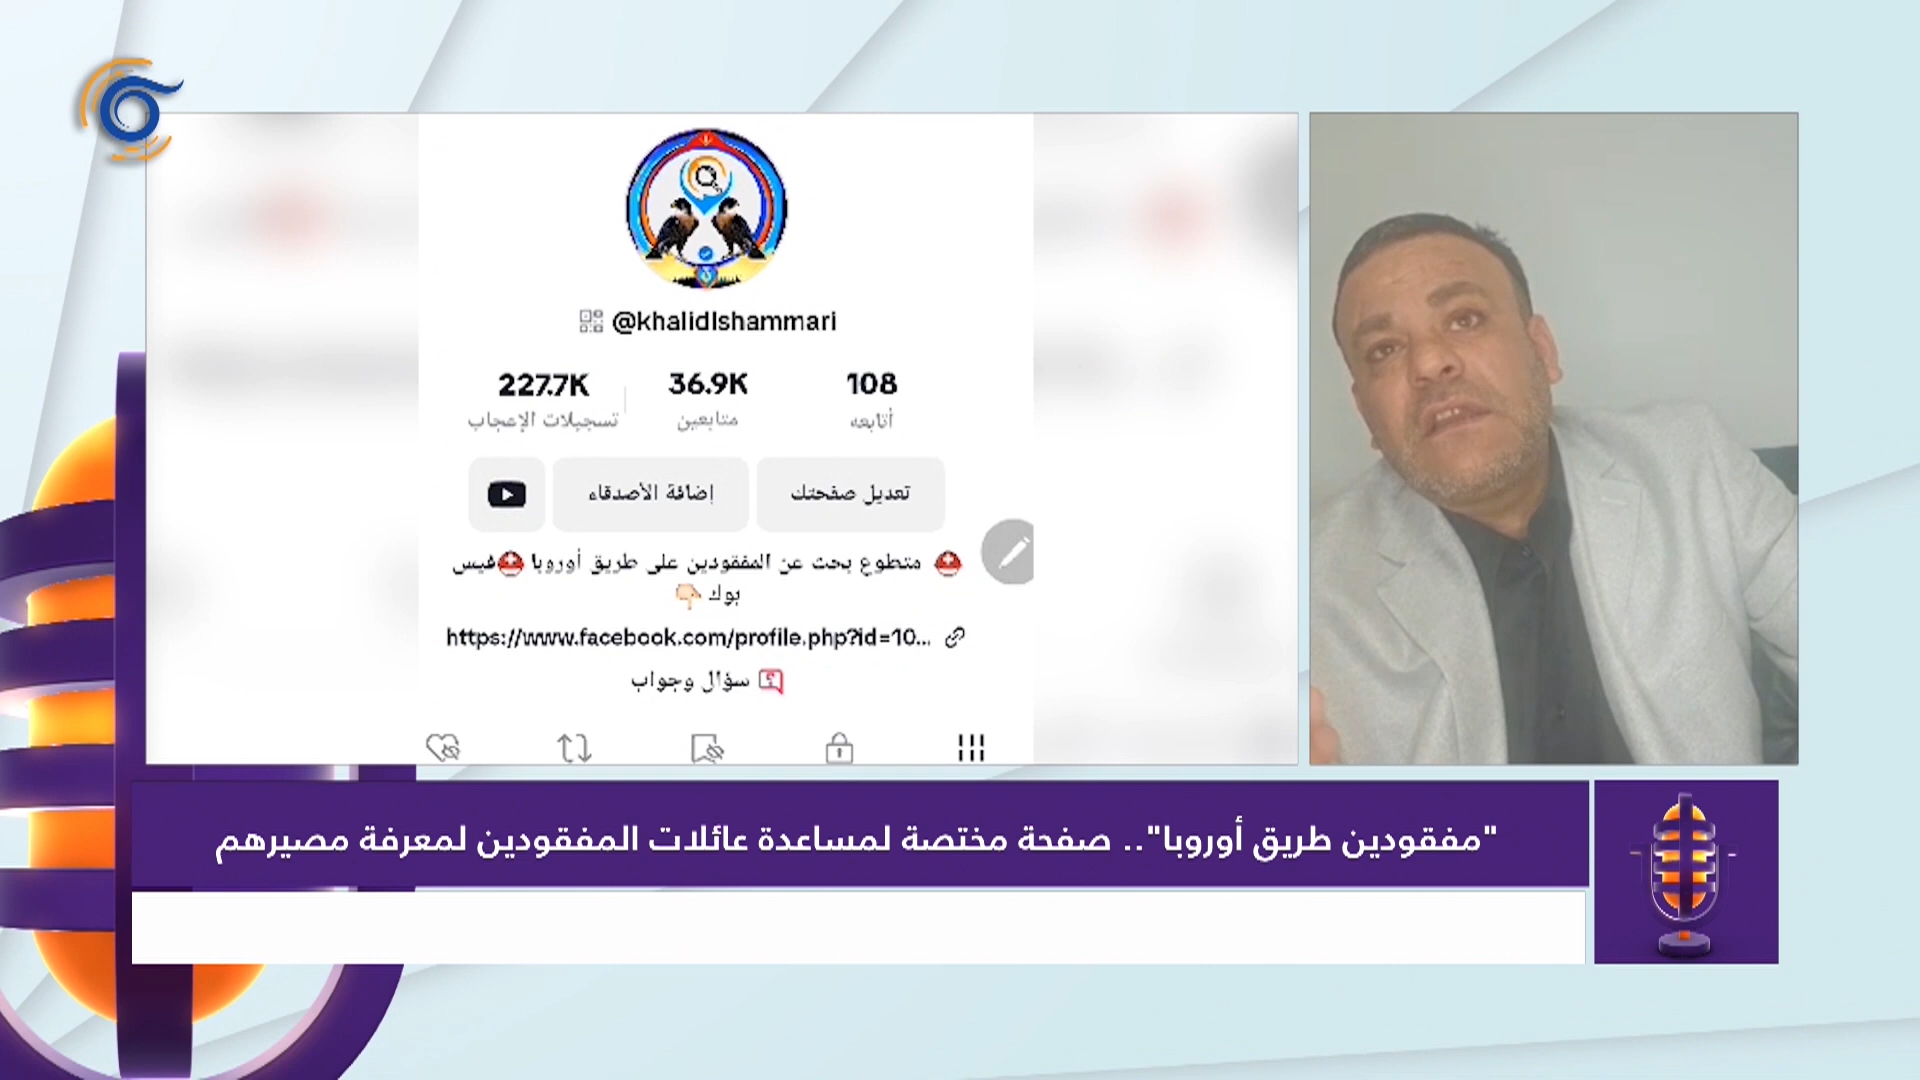 @khalidlshammari
108
36.9K
227.7K
أتابعه
متابعين
تسجيلات الإعجاب
تعديل صفحتك
إضافة الأصدقاء
⛑ متطوع بحث عن المفقودين على طريق أوروبا ⛑فيس
بوك 👇🏻
https://www.facebook.com/profile.php?id=10...
سؤال وجواب
"مفقودين طريق أوروبا".. صفحة مختصة لمساعدة عائلات المفقودين لمعرفة مصيرهم